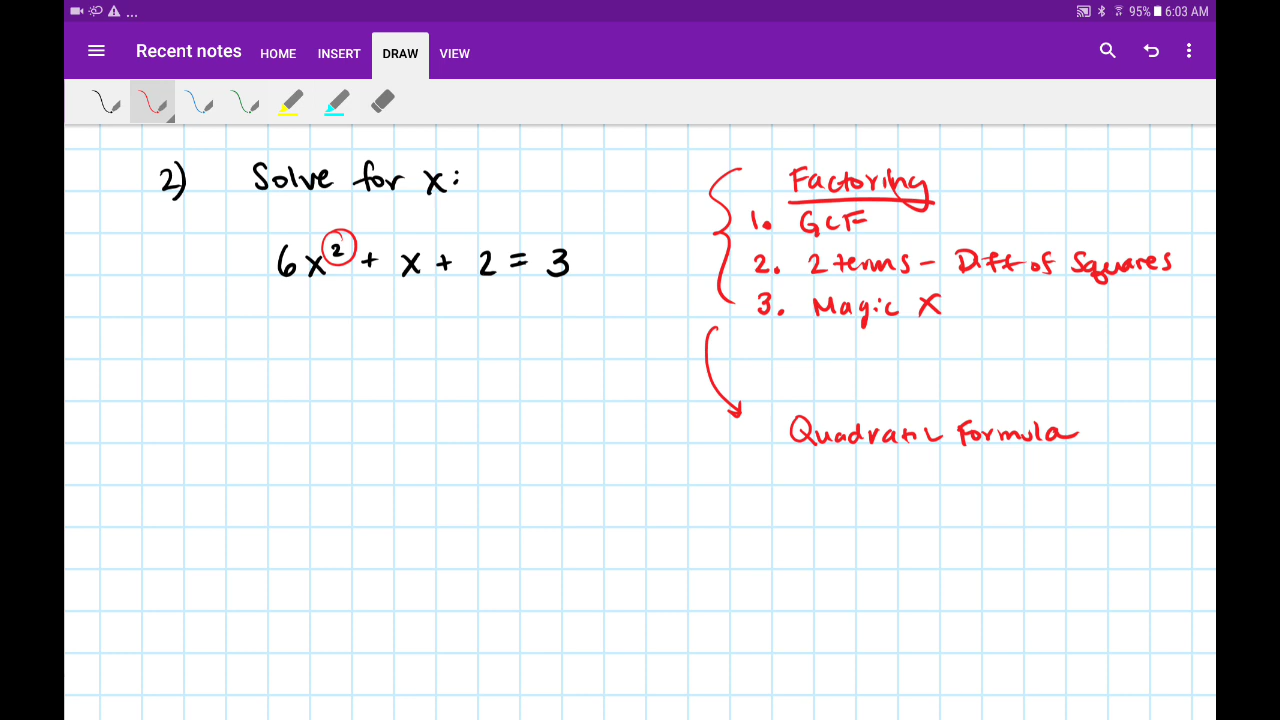 ... 95% 6:03 AM
Recent notes HOME INSERT DRAW VIEW
2) Solve for x:
6x² + x + 2 = 3
Factoring
1. GCF
2. 2 terms - Diff of Squares
3. Magic X
Quadratic Formula